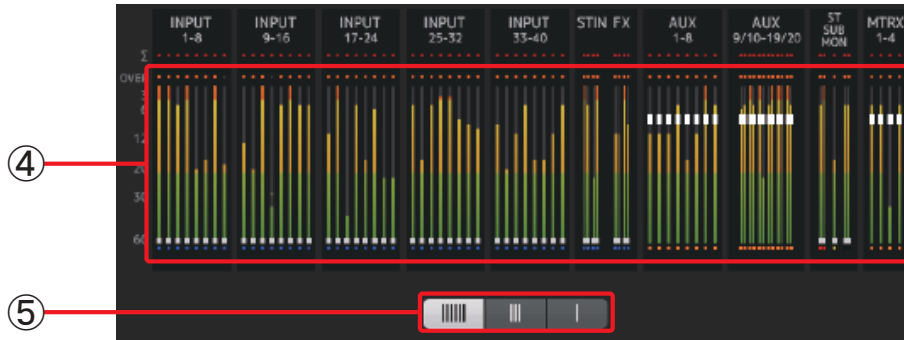 INPUT
1-8
INPUT
9-16
INPUT
17-24
INPUT
25-32
INPUT
33-40
STIN FX
AUX
1-8
AUX
9/10-19/20
ST
SUB
MON
MTRX
1-4
Σ
OVER
12
20
30
60
④
⑤